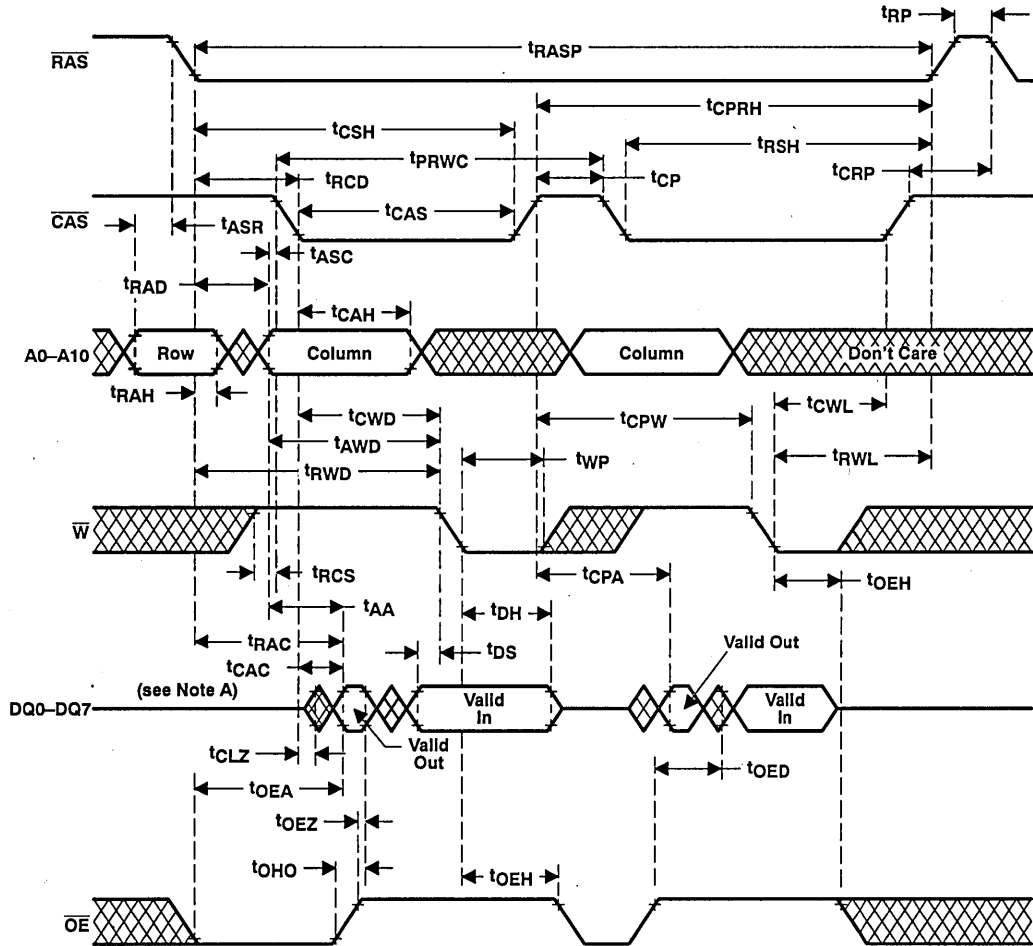 tRP
RAS
tRASP
tCPRH
tCSH
tRSH
tPRWC
tRCD
tCP
tCRP
CAS
tCAS
tASR
tASC
tRAD
tCAH
A0–A10
Row
Column
Column
Don't Care
tRAH
tCWD
tCPW
tCWL
tAWD
tWP
tRWD
tRWL
W
tRCS
tCPA
tOEH
tAA
tDH
tRAC
tDS
Valid Out
tCAC
(see Note A)
DQ0–DQ7
Valid
In
Valid
In
Valid
Out
tCLZ
tOED
tOEA
tOEZ
tOHO
tOEH
OE